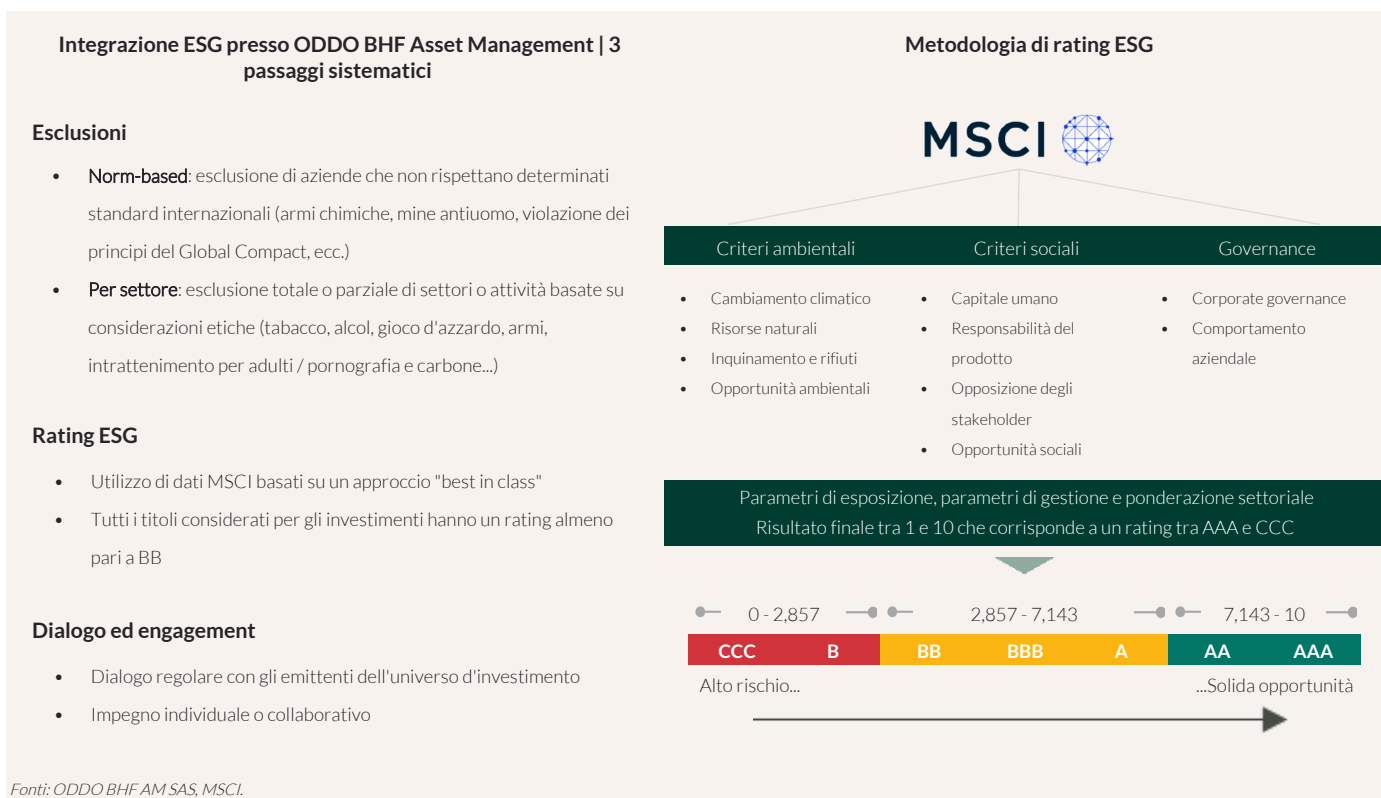 Integrazione ESG presso ODDO BHF Asset Management | 3
passaggi sistematici
Esclusioni
• Norm-based: esclusione di aziende che non rispettano determinati
standard internazionali (armi chimiche, mine antiuomo, violazione dei
principi del Global Compact, ecc.)
• Per settore: esclusione totale o parziale di settori o attività basate su
considerazioni etiche (tabacco, alcol, gioco d'azzardo, armi,
intrattenimento per adulti / pornografia e carbone...)
Rating ESG
• Utilizzo di dati MSCI basati su un approccio "best in class"
• Tutti i titoli considerati per gli investimenti hanno un rating almeno
pari a BB
Dialogo ed engagement
• Dialogo regolare con gli emittenti dell'universo d'investimento
• Impegno individuale o collaborativo
Metodologia di rating ESG
MSCI
Criteri ambientali
• Cambiamento climatico
• Risorse naturali
• Inquinamento e rifiuti
• Opportunità ambientali
Criteri sociali
• Capitale umano
• Responsabilità del
prodotto
• Opposizione degli
stakeholder
• Opportunità sociali
Governance
• Corporate governance
• Comportamento
aziendale
Parametri di esposizione, parametri di gestione e ponderazione settoriale
Risultato finale tra 1 e 10 che corrisponde a un rating tra AAA e CCC
0 - 2,857 2,857 - 7,143 7,143 - 10
CCC B BB BBB A AA AAA
Alto rischio... ...Solida opportunità
Fonti: ODDO BHF AM SAS, MSCI.